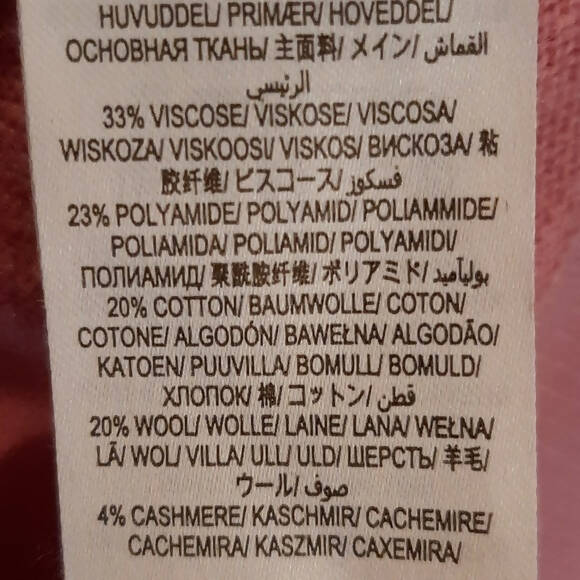 HUVUDDEL/ PRIMÆR/ HOVEDDEL/
ОСНОВНАЯ ТКАНЬ/ 主面料/ メイン/ القماش
الرئيسي
33% VISCOSE/ VISKOSE/ VISCOSA/
WISKOZA/ VISKOOSI/ VISKOS/ ВИСКОЗА/ 粘
胶纤维/ ビスコース/ فسكوز
23% POLYAMIDE/ POLYAMID/ POLIAMMIDE/
POLIAMIDA/ POLIAMID/ POLYAMIDI/
ПОЛИАМИД/ 聚酰胺纤维/ ポリアミド/ بوليآميد
20% COTTON/ BAUMWOLLE/ COTON/
COTONE/ ALGODÓN/ BAWEŁNA/ ALGODÃO/
KATOEN/ PUUVILLA/ BOMULL/ BOMULD/
ХЛОПОК/ 棉/ コットン/ قطن
20% WOOL/ WOLLE/ LAINE/ LANA/ WEŁNA/
LÃ/ WOL/ VILLA/ ULL/ ULD/ ШЕРСТЬ/ 羊毛/
ウール/ صوف
4% CASHMERE/ KASCHMIR/ CACHEMIRE/
CACHEMIRA/ KASZMIR/ CAXEMIRA/